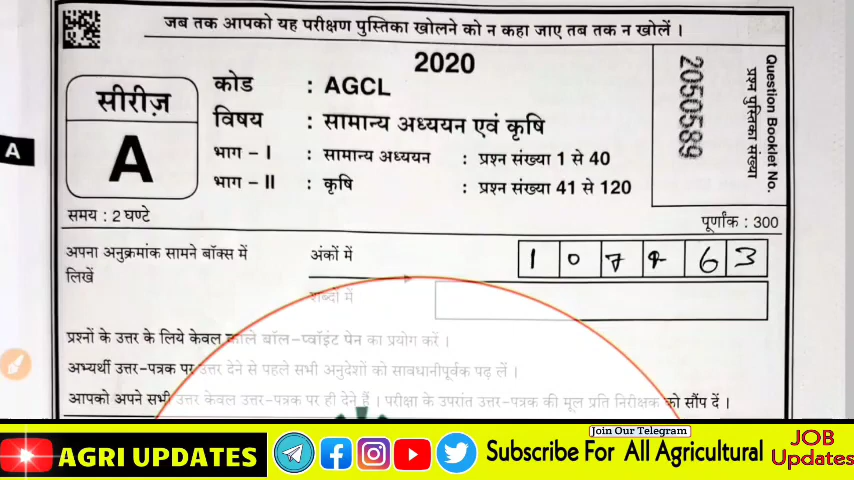 जब तक आपको यह परीक्षण पुस्तिका खोलने को न कहा जाए तब तक न खोलें ।
2020
सीरीज़
A
A
कोड : AGCL
विषय : सामान्य अध्ययन एवं कृषि
भाग – I : सामान्य अध्ययन : प्रश्न संख्या 1 से 40
भाग – II : कृषि : प्रश्न संख्या 41 से 120
Question Booklet No.
प्रश्न पुस्तिका संख्या
2050589
समय : 2 घण्टे
पूर्णांक : 300
अपना अनुक्रमांक सामने बॉक्स में
लिखें
अंकों में
1 0 7 9 6 3
शब्दों में
प्रश्नों के उत्तर के लिये केवल काले बॉल-प्वॉइंट पेन का प्रयोग करें ।
अभ्यर्थी उत्तर-पत्रक पर उत्तर देने से पहले सभी अनुदेशों को सावधानीपूर्वक पढ़ लें ।
आपको अपने सभी उत्तर केवल उत्तर-पत्रक पर ही देने हैं । परीक्षा के उपरांत उत्तर-पत्रक की मूल प्रति निरीक्षक को सौंप दें ।
Join Our Telegram
AGRI UPDATES
Subscribe For All Agricultural
JOB
Updates